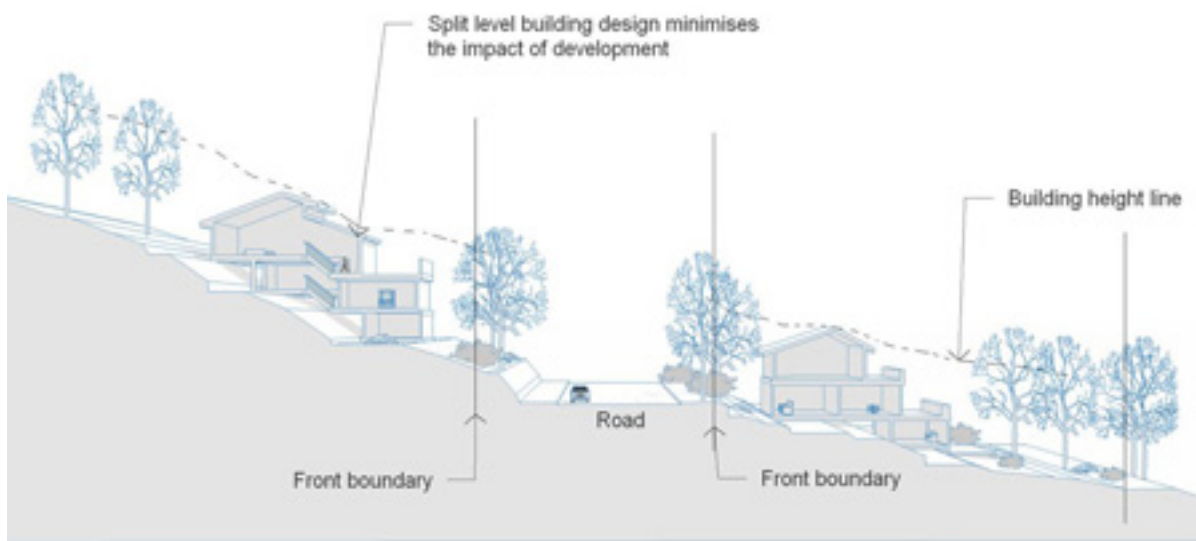 Split level building design minimises
the impact of development
Building height line
Road
Front boundary
Front boundary